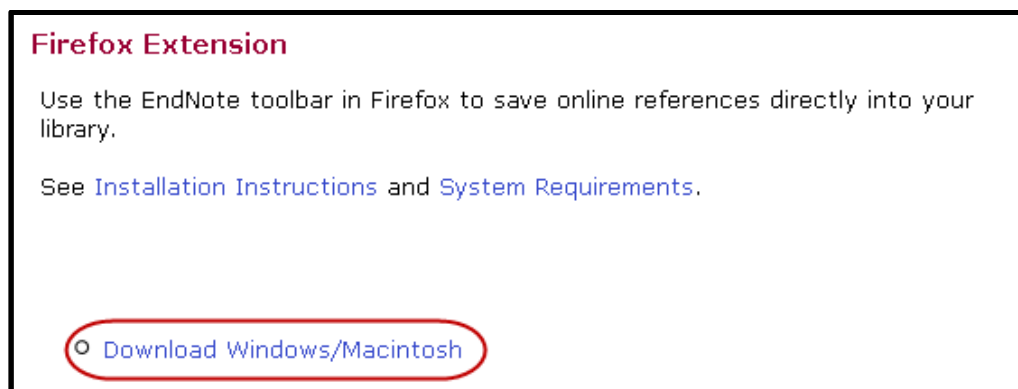 Firefox Extension
Use the EndNote toolbar in Firefox to save online references directly into your
library.
See Installation Instructions and System Requirements.
Download Windows/Macintosh